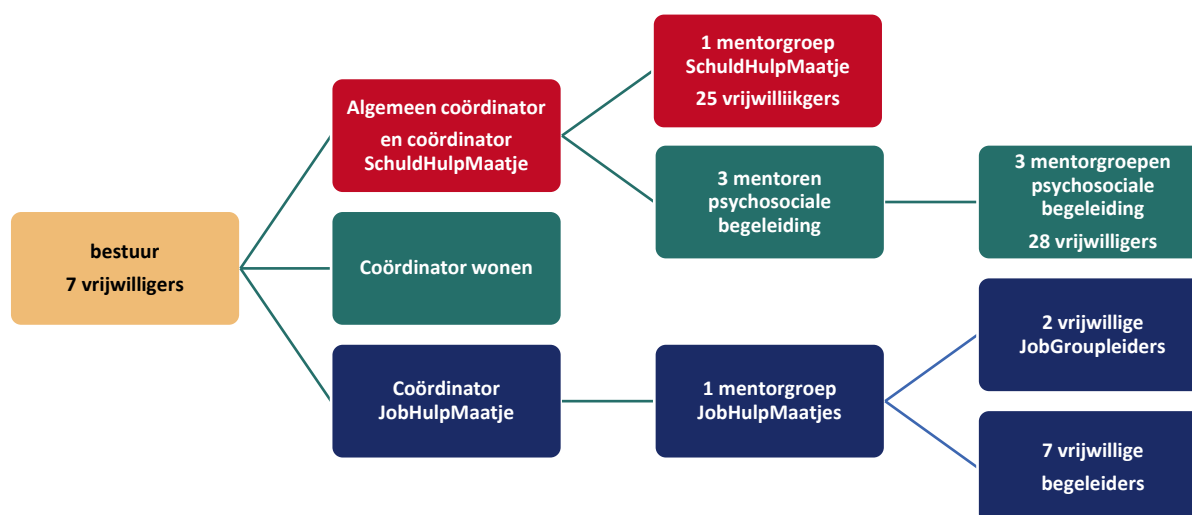 1 mentorgroep
SchuldHulpMaatje
25 vrijwilliikgers
Algemeen coördinator
en coördinator
SchuldHulpMaatje
3 mentoren
psychosociale
begeleiding
3 mentorgroepen
psychosociale
begeleiding
28 vrijwilligers
bestuur
7 vrijwilligers
Coördinator wonen
2 vrijwillige
JobGroupleiders
Coördinator
JobHulpMaatje
1 mentorgroep
JobHulpMaatjes
7 vrijwillige
begeleiders